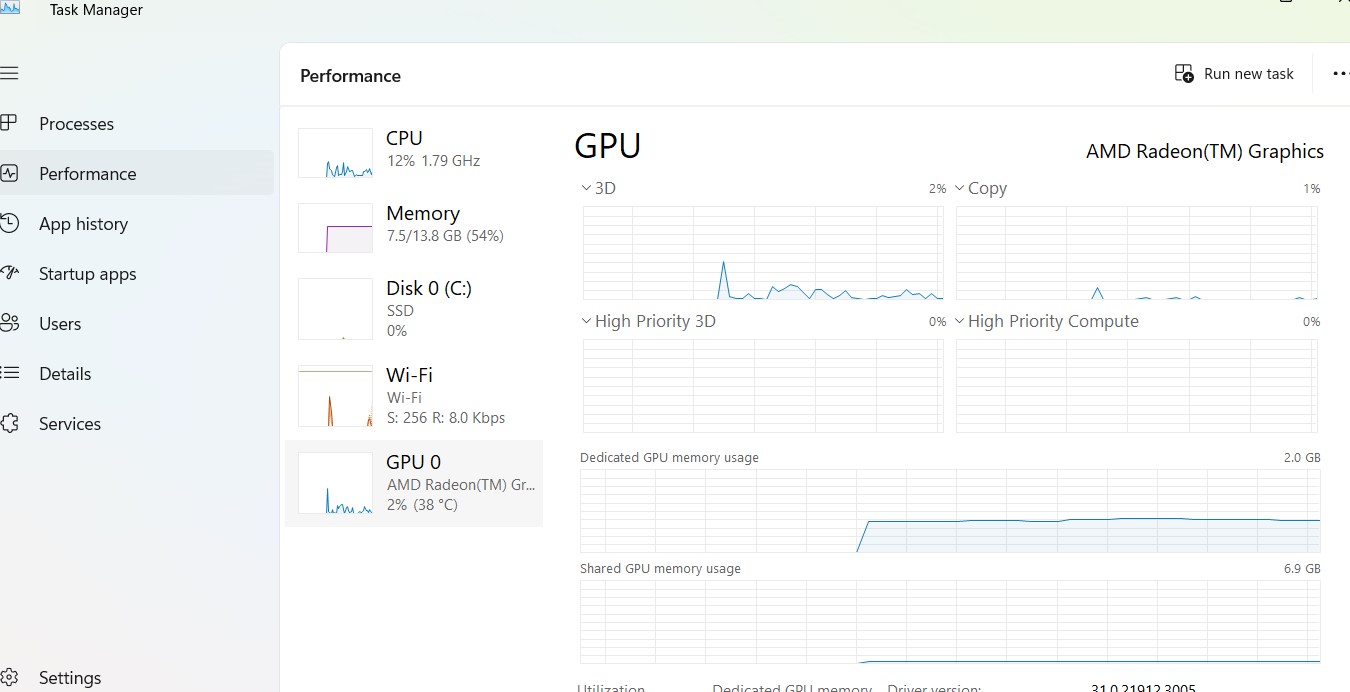 Task Manager
Performance
Run new task
Processes
Performance
App history
Startup apps
Users
Details
Services
Settings
CPU
12% 1.79 GHz
Memory
7.5/13.8 GB (54%)
Disk 0 (C:)
SSD
0%
Wi-Fi
Wi-Fi
S: 256 R: 8.0 Kbps
GPU 0
AMD Radeon(TM) Gr...
2% (38 °C)
GPU
AMD Radeon(TM) Graphics
3D 2% Copy 1%
High Priority 3D 0% High Priority Compute 0%
Dedicated GPU memory usage 2.0 GB
Shared GPU memory usage 6.9 GB
Utilization Dedicated GPU memory Driver version: 31.0.21912.3005